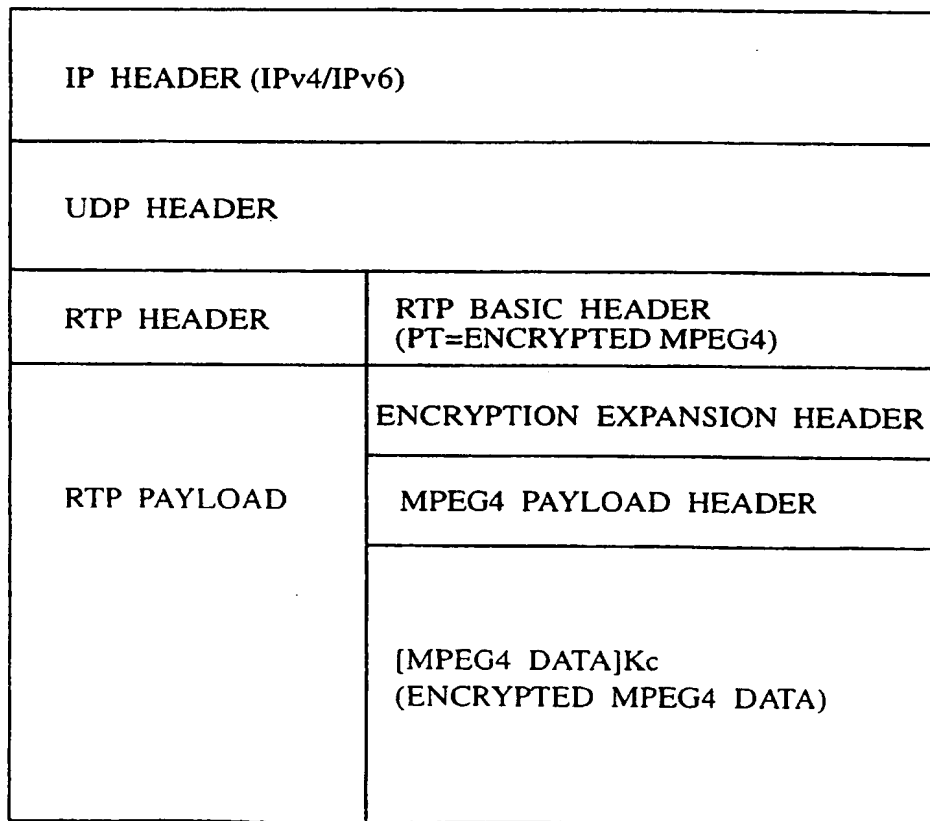 IP HEADER (IPv4/IPv6)
UDP HEADER
RTP HEADER
RTP BASIC HEADER
(PT=ENCRYPTED MPEG4)
ENCRYPTION EXPANSION HEADER
RTP PAYLOAD
MPEG4 PAYLOAD HEADER
[MPEG4 DATA]Kc
(ENCRYPTED MPEG4 DATA)